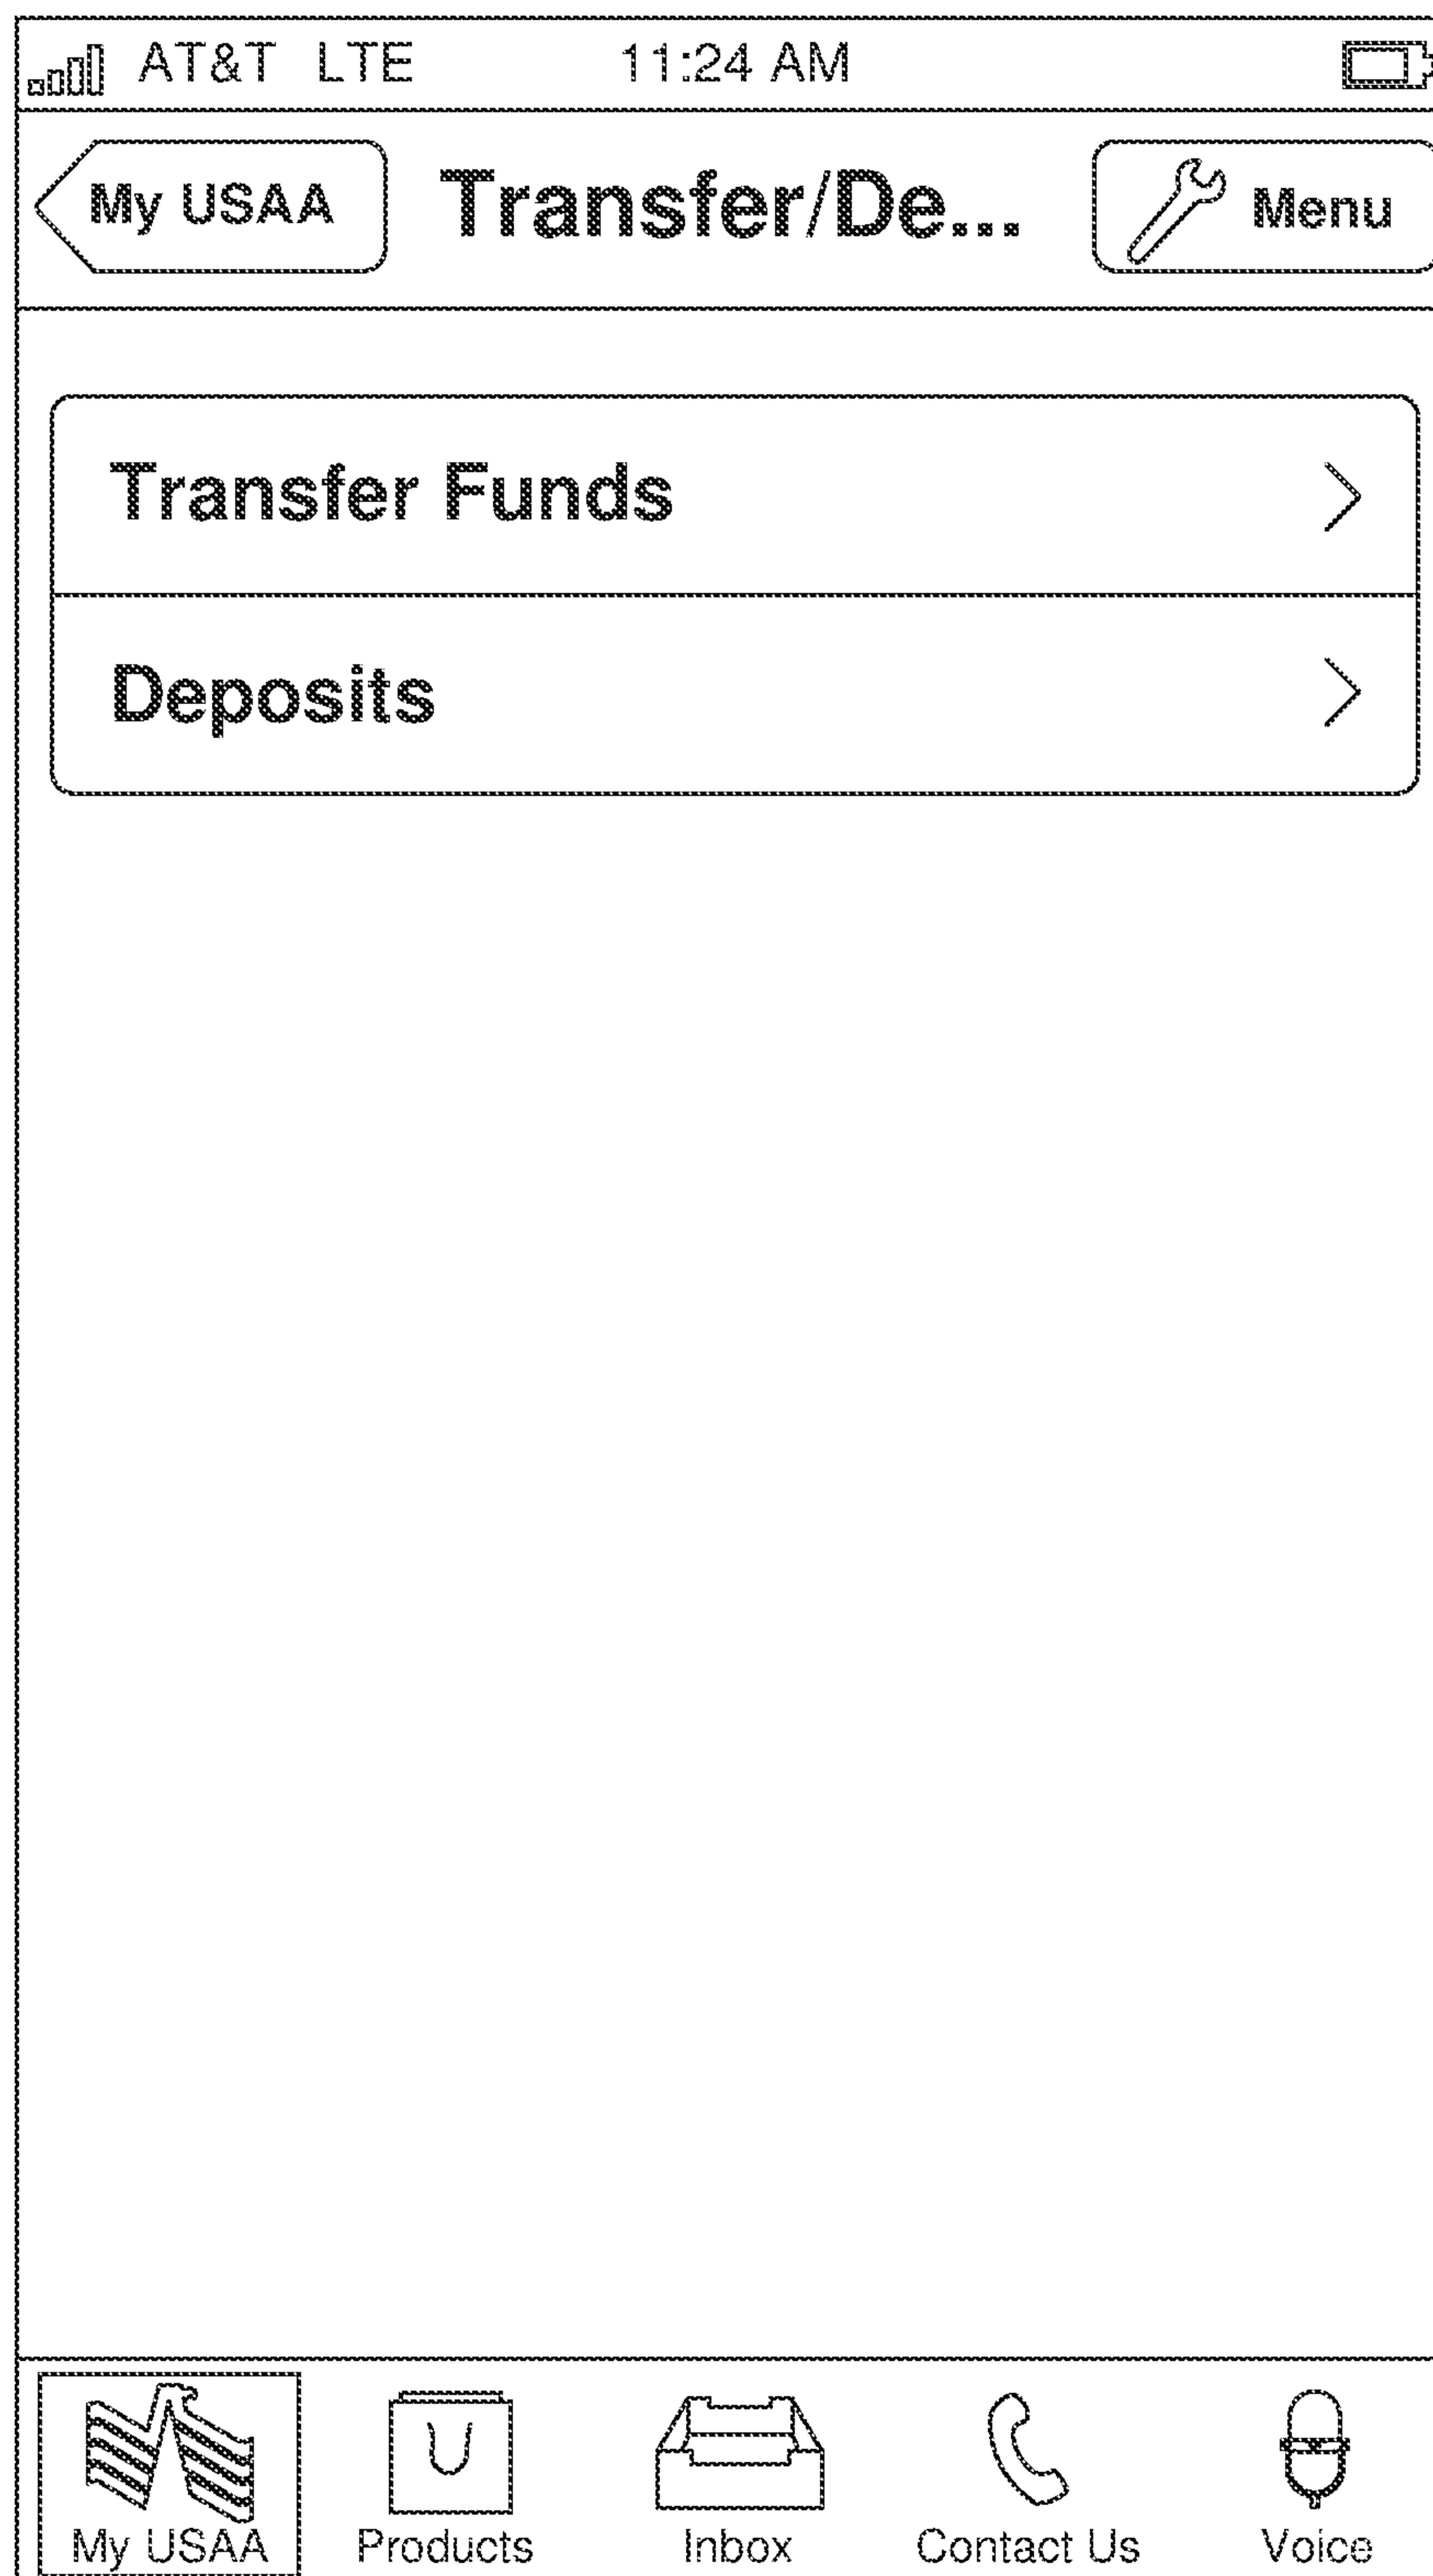 AT&T LTE 11:24 AM
My USAA Transfer/De... Menu
Transfer Funds
Deposits
My USAA Products Inbox Contact Us Voice